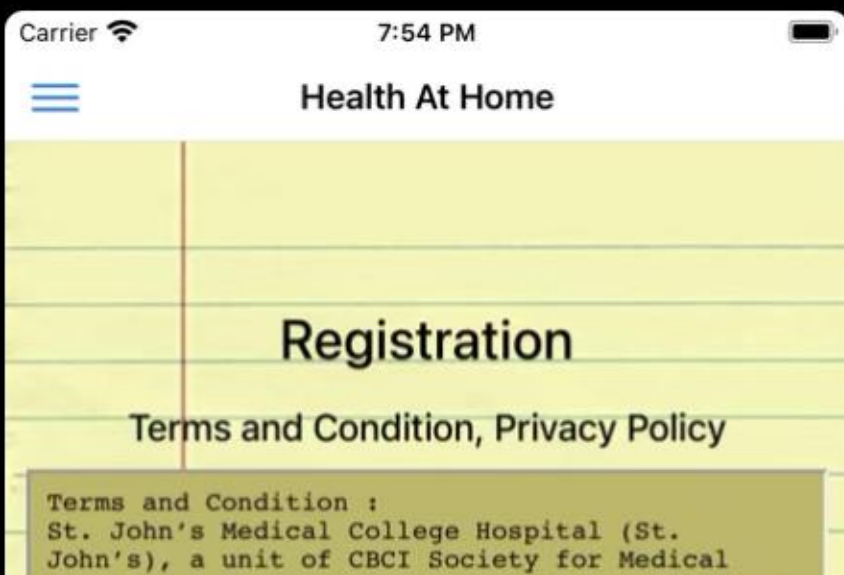 Carrier
7:54 PM
Health At Home
Registration
Terms and Condition, Privacy Policy
Terms and Condition :
St. John's Medical College Hospital (St.
John's), a unit of CBCI Society for Medical